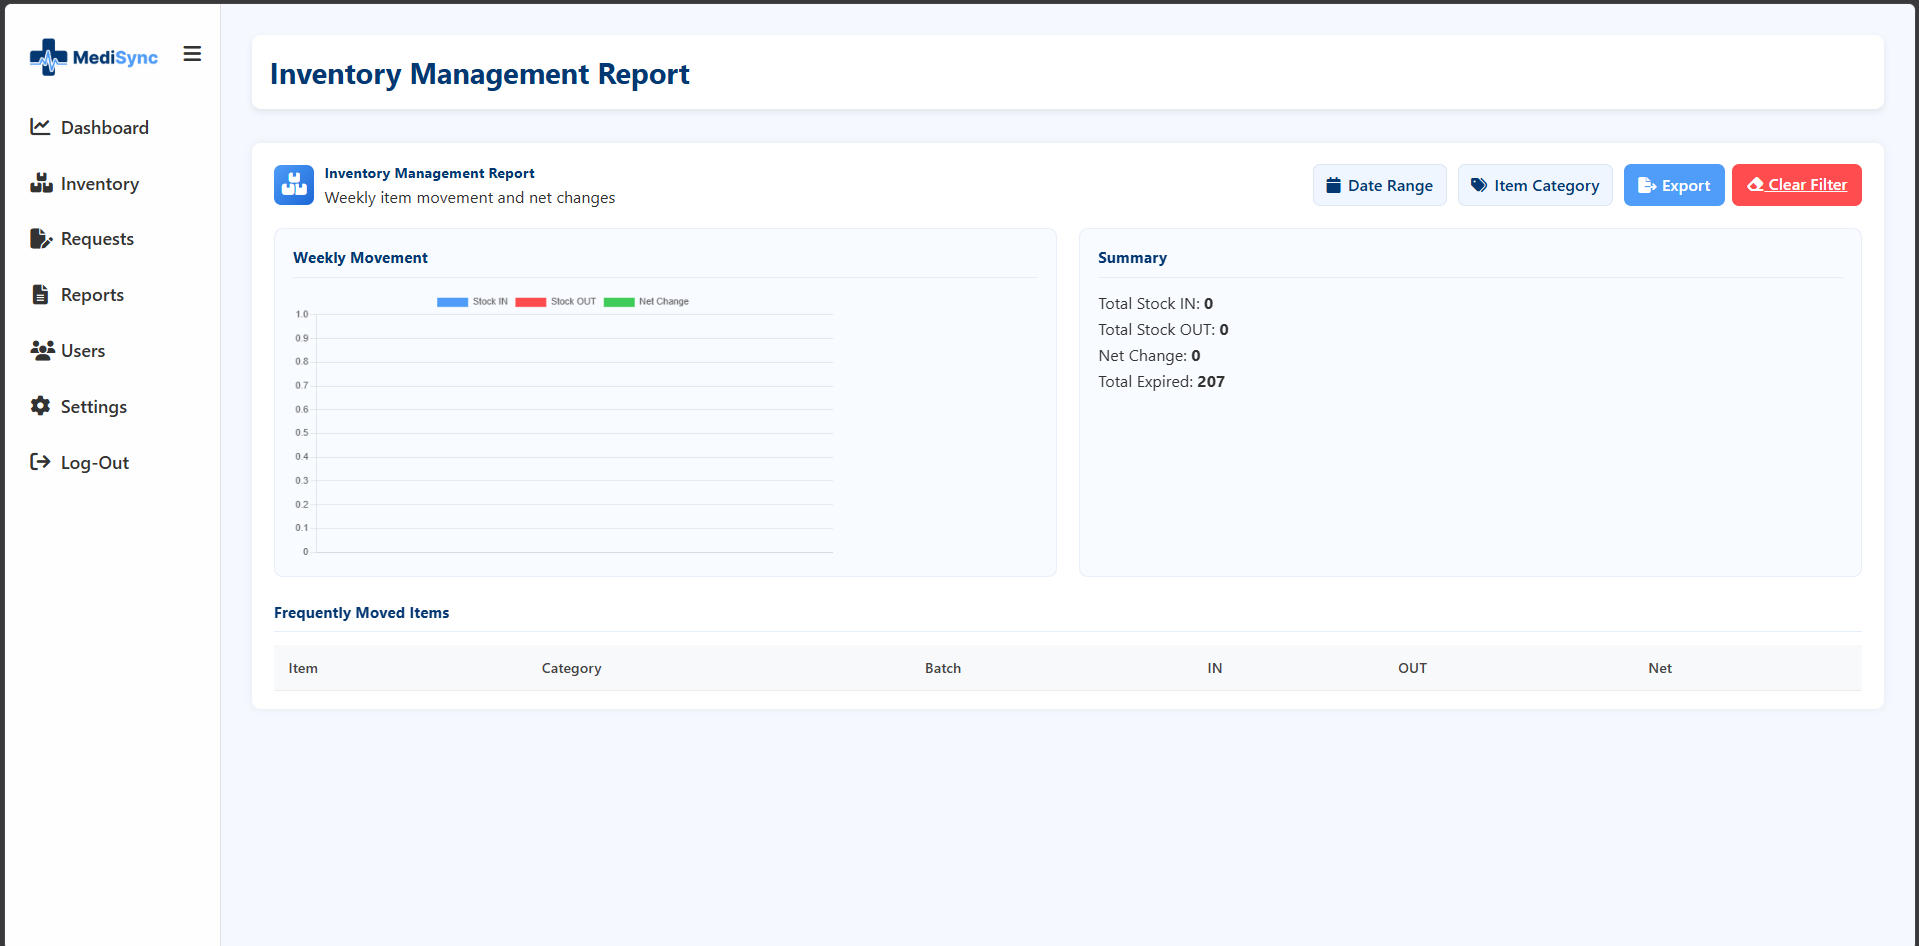 MediSync
Dashboard
Inventory
Requests
Reports
Users
Settings
Log-Out
Inventory Management Report
Inventory Management Report
Weekly item movement and net changes
Date Range
Item Category
Export
Clear Filter
Weekly Movement
Stock IN Stock OUT Net Change
1.0
0.9
0.8
0.7
0.6
0.5
0.4
0.3
0.2
0.1
0
Summary
Total Stock IN: 0
Total Stock OUT: 0
Net Change: 0
Total Expired: 207
Frequently Moved Items
Item Category Batch IN OUT Net